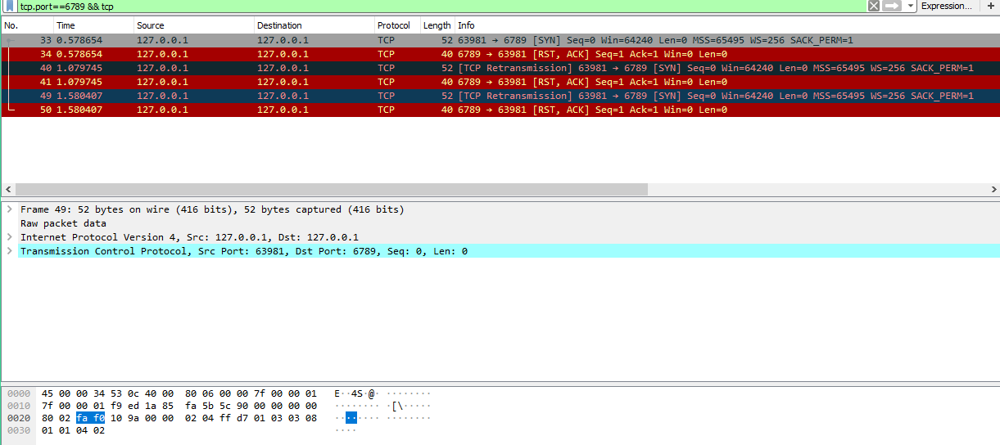 tcp.port==6789 && tcp Expression... +
No. Time Source Destination Protocol Length Info
33 0.578654 127.0.0.1 127.0.0.1 TCP 52 63981 → 6789 [SYN] Seq=0 Win=64240 Len=0 MSS=65495 WS=256 SACK_PERM=1
34 0.578654 127.0.0.1 127.0.0.1 TCP 40 6789 → 63981 [RST, ACK] Seq=1 Ack=1 Win=0 Len=0
40 1.079745 127.0.0.1 127.0.0.1 TCP 52 [TCP Retransmission] 63981 → 6789 [SYN] Seq=0 Win=64240 Len=0 MSS=65495 WS=256 SACK_PERM=1
41 1.079745 127.0.0.1 127.0.0.1 TCP 40 6789 → 63981 [RST, ACK] Seq=1 Ack=1 Win=0 Len=0
49 1.580407 127.0.0.1 127.0.0.1 TCP 52 [TCP Retransmission] 63981 → 6789 [SYN] Seq=0 Win=64240 Len=0 MSS=65495 WS=256 SACK_PERM=1
50 1.580407 127.0.0.1 127.0.0.1 TCP 40 6789 → 63981 [RST, ACK] Seq=1 Ack=1 Win=0 Len=0
Frame 49: 52 bytes on wire (416 bits), 52 bytes captured (416 bits)
Raw packet data
Internet Protocol Version 4, Src: 127.0.0.1, Dst: 127.0.0.1
Transmission Control Protocol, Src Port: 63981, Dst Port: 6789, Seq: 0, Len: 0
0000 45 00 00 34 53 0c 40 00 80 06 00 00 7f 00 00 01 E··4S·@· ········
0010 7f 00 00 01 f9 ed 1a 85 fa 5b 5c 90 00 00 00 00 ········ ·[\·····
0020 80 02 fa f0 10 9a 00 00 02 04 ff d7 01 03 03 08 ········ ········
0030 01 01 04 02 ····